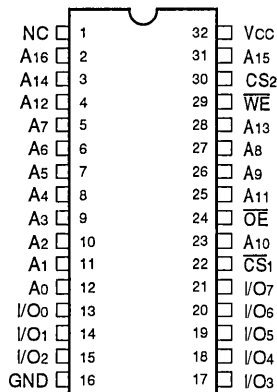 NC 1 32 Vcc
A16 2 31 A15
A14 3 30 CS2
A12 4 29 WE
A7 5 28 A13
A6 6 27 A8
A5 7 26 A9
A4 8 25 A11
A3 9 24 OE
A2 10 23 A10
A1 11 22 CS1
A0 12 21 I/O7
I/O0 13 20 I/O6
I/O1 14 19 I/O5
I/O2 15 18 I/O4
GND 16 17 I/O3